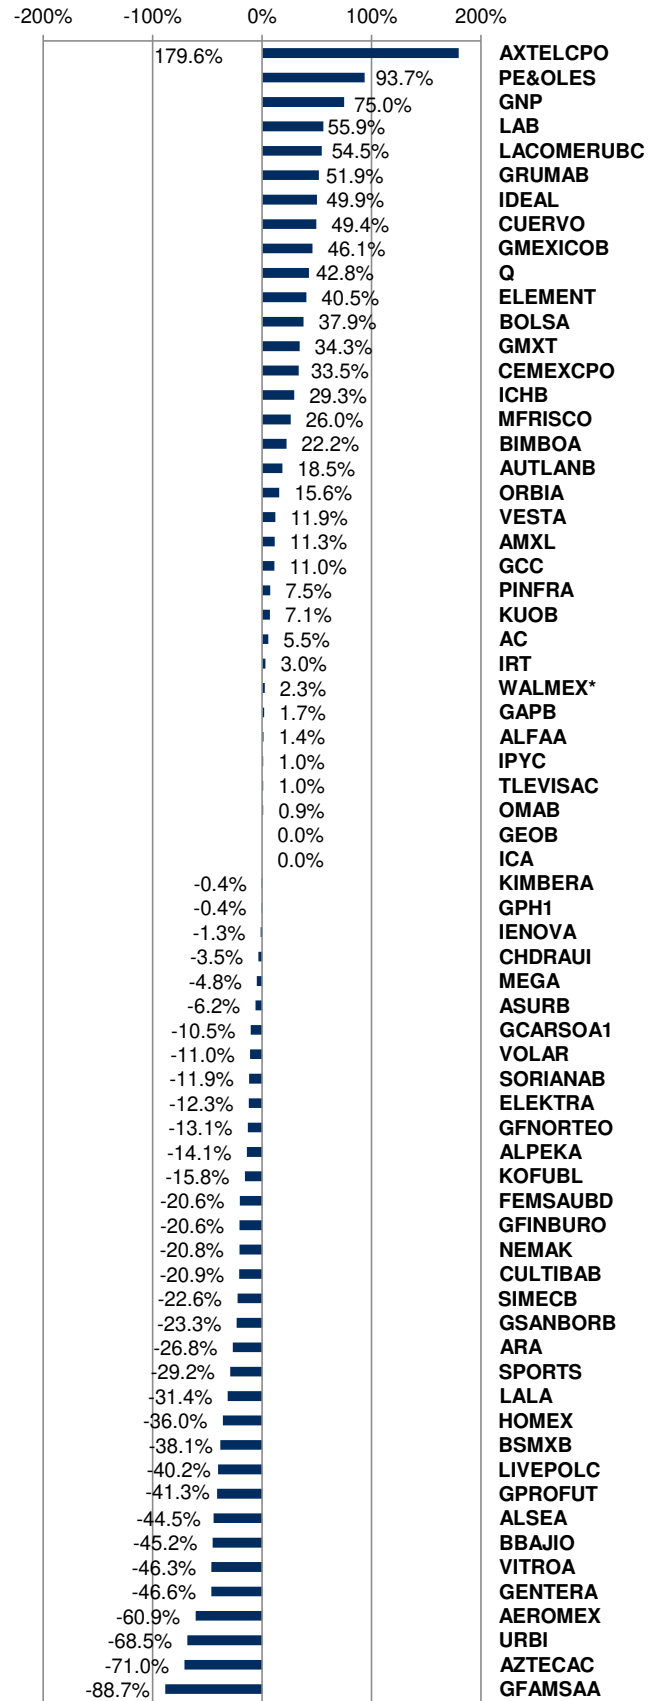 -200% -100% 0% 100% 200%
179.6% AXTELCPO
93.7% PE&OLES
75.0% GNP
55.9% LAB
54.5% LACOMERUBC
51.9% GRUMAB
49.9% IDEAL
49.4% CUERVO
46.1% GMEXICOB
42.8% Q
40.5% ELEMENT
37.9% BOLSA
34.3% GMXT
33.5% CEMEXCPO
29.3% ICHB
26.0% MFRISCO
22.2% BIMBOA
18.5% AUTLANB
15.6% ORBIA
11.9% VESTA
11.3% AMXL
11.0% GCC
7.5% PINFRA
7.1% KUOB
5.5% AC
3.0% IRT
2.3% WALMEX*
1.7% GAPB
1.4% ALFAA
1.0% IPYC
1.0% TLEVISAC
0.9% OMAB
0.0% GEOB
0.0% ICA
-0.4% KIMBERA
-0.4% GPH1
-1.3% IENOVA
-3.5% CHDRAUI
-4.8% MEGA
-6.2% ASURB
-10.5% GCARSOA1
-11.0% VOLAR
-11.9% SORIANAB
-12.3% ELEKTRA
-13.1% GFNORTEO
-14.1% ALPEKA
-15.8% KOFUBL
-20.6% FEMSAUBD
-20.6% GFINBURO
-20.8% NEMAK
-20.9% CULTIBAB
-22.6% SIMECB
-23.3% GSANBORB
-26.8% ARA
-29.2% SPORTS
-31.4% LALA
-36.0% HOMEX
-38.1% BSMXB
-40.2% LIVEPOLC
-41.3% GPROFUT
-44.5% ALSEA
-45.2% BBAJIO
-46.3% VITROA
-46.6% GENTERA
-60.9% AEROMEX
-68.5% URBI
-71.0% AZTECAC
-88.7% GFAMSAA